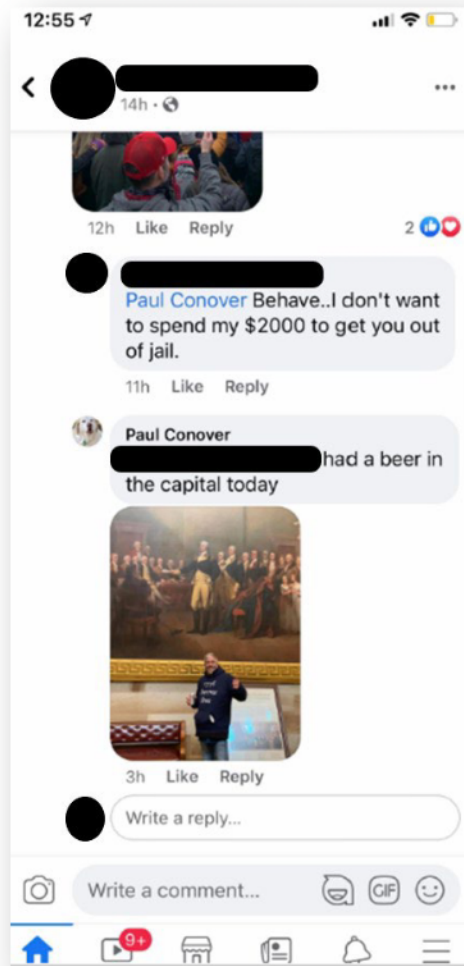 12:55
14h ·
12h Like Reply 2
Paul Conover Behave..I don't want
to spend my $2000 to get you out
of jail.
11h Like Reply
Paul Conover
had a beer in
the capital today
3h Like Reply
Write a reply...
Write a comment... GIF
9+